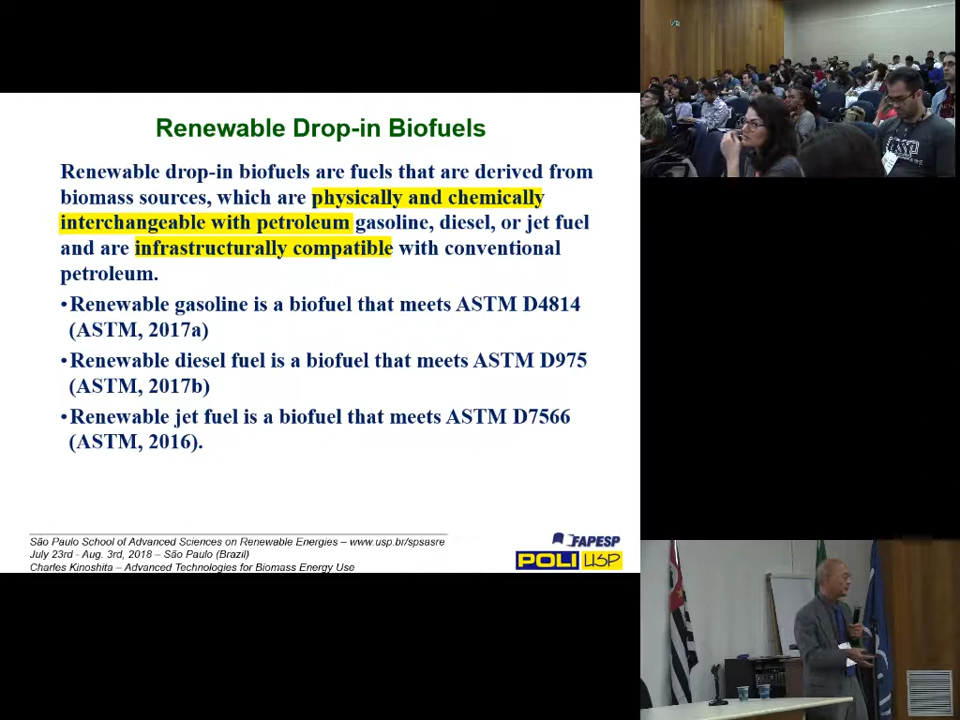 Renewable Drop-in Biofuels
Renewable drop-in biofuels are fuels that are derived from
biomass sources, which are physically and chemically
interchangeable with petroleum gasoline, diesel, or jet fuel
and are infrastructurally compatible with conventional
petroleum.
•Renewable gasoline is a biofuel that meets ASTM D4814
(ASTM, 2017a)
•Renewable diesel fuel is a biofuel that meets ASTM D975
(ASTM, 2017b)
•Renewable jet fuel is a biofuel that meets ASTM D7566
(ASTM, 2016).
São Paulo School of Advanced Sciences on Renewable Energies – www.usp.br/spsasre
July 23rd - Aug. 3rd, 2018 – São Paulo (Brazil)
Charles Kinoshita – Advanced Technologies for Biomass Energy Use
FAPESP
POLI USP